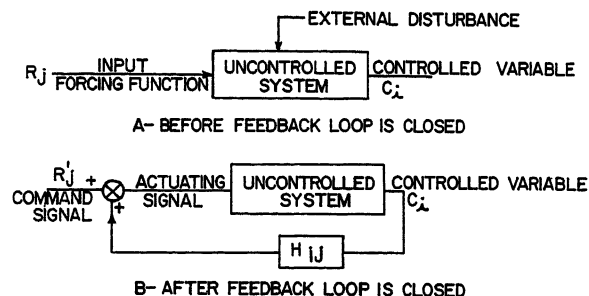 EXTERNAL DISTURBANCE
Rj INPUT FORCING FUNCTION
UNCONTROLLED SYSTEM
CONTROLLED VARIABLE
Ci
A- BEFORE FEEDBACK LOOP IS CLOSED
R'j +
COMMAND SIGNAL
+
ACTUATING SIGNAL
UNCONTROLLED SYSTEM
CONTROLLED VARIABLE
Ci
H ij
B- AFTER FEEDBACK LOOP IS CLOSED